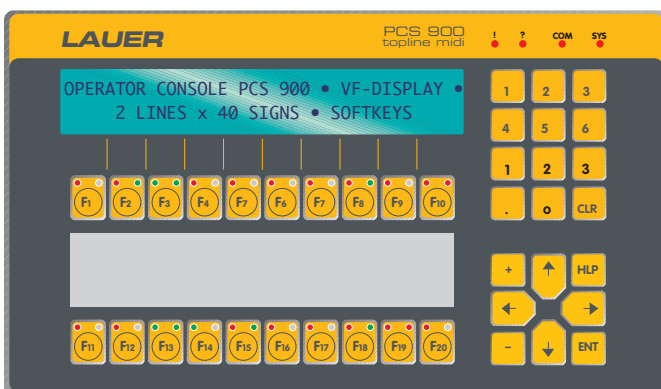 LAUER
PCS 900
topline midi
! ? COM SYS
OPERATOR CONSOLE PCS 900 • VF-DISPLAY •
2 LINES x 40 SIGNS • SOFTKEYS
1 2 3
4 5 6
1 2 3
. o CLR
F1 F2 F3 F4 F7 F6 F7 F8 F9 F10
+ HLP
- ENT
F11 F12 F13 F14 F15 F16 F17 F18 F19 F20